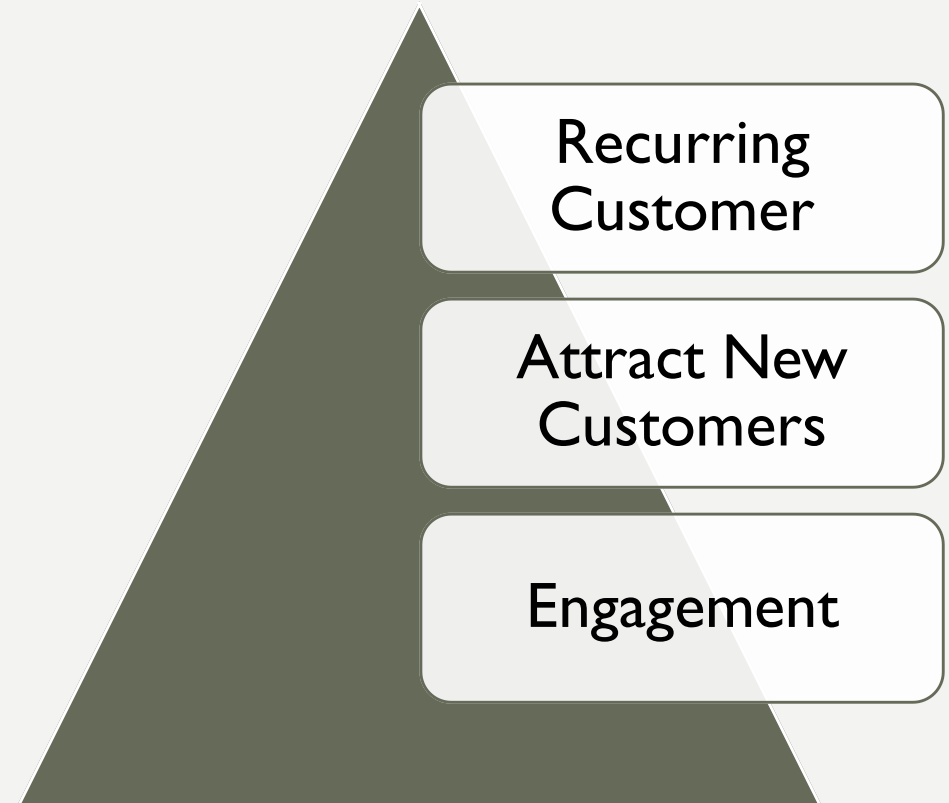 Recurring
Customer
Attract New
Customers
Engagement